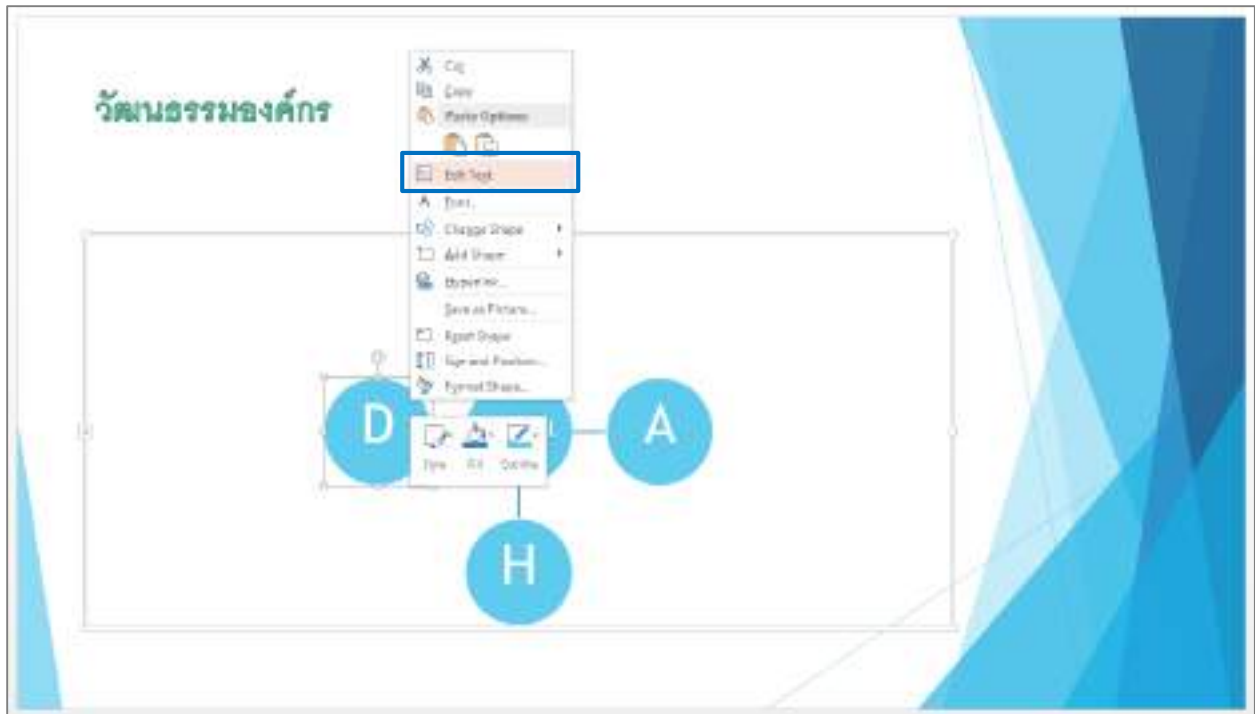 วัฒนธรรมองค์กร
Cut
Copy
Paste Options
Edit Text
Font...
Change Shape
Add Shape
Hyperlink...
Save as Picture...
Reset Shape
Size and Position...
Format Shape...
D
A
Style Fill Outline
H